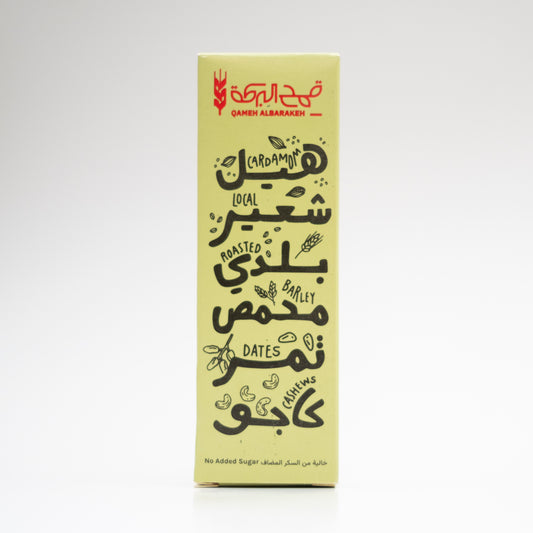 قمح البركة
QAMEH ALBARAKEH
CARDAMOM
هيل
LOCAL
شعير
ROASTED
بلدي
BARLEY
محمص
DATES
تمر
CASHEWS
كاجو
No Added Sugar خالية من السكر المضاف